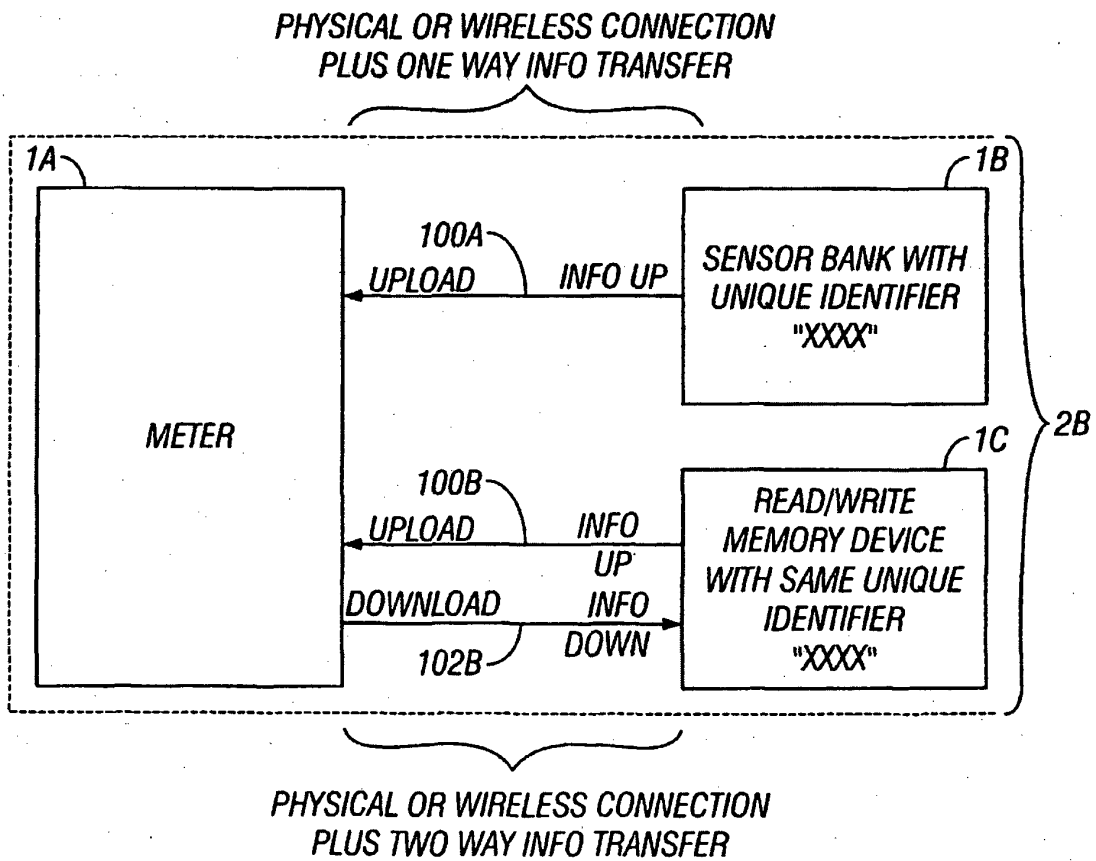 PHYSICAL OR WIRELESS CONNECTION
PLUS ONE WAY INFO TRANSFER
1A
1B
METER
100A
UPLOAD
INFO UP
SENSOR BANK WITH
UNIQUE IDENTIFIER
"XXXX"
2B
1C
100B
UPLOAD
INFO
UP
DOWNLOAD
INFO
DOWN
102B
READ/WRITE
MEMORY DEVICE
WITH SAME UNIQUE
IDENTIFIER
"XXXX"
PHYSICAL OR WIRELESS CONNECTION
PLUS TWO WAY INFO TRANSFER